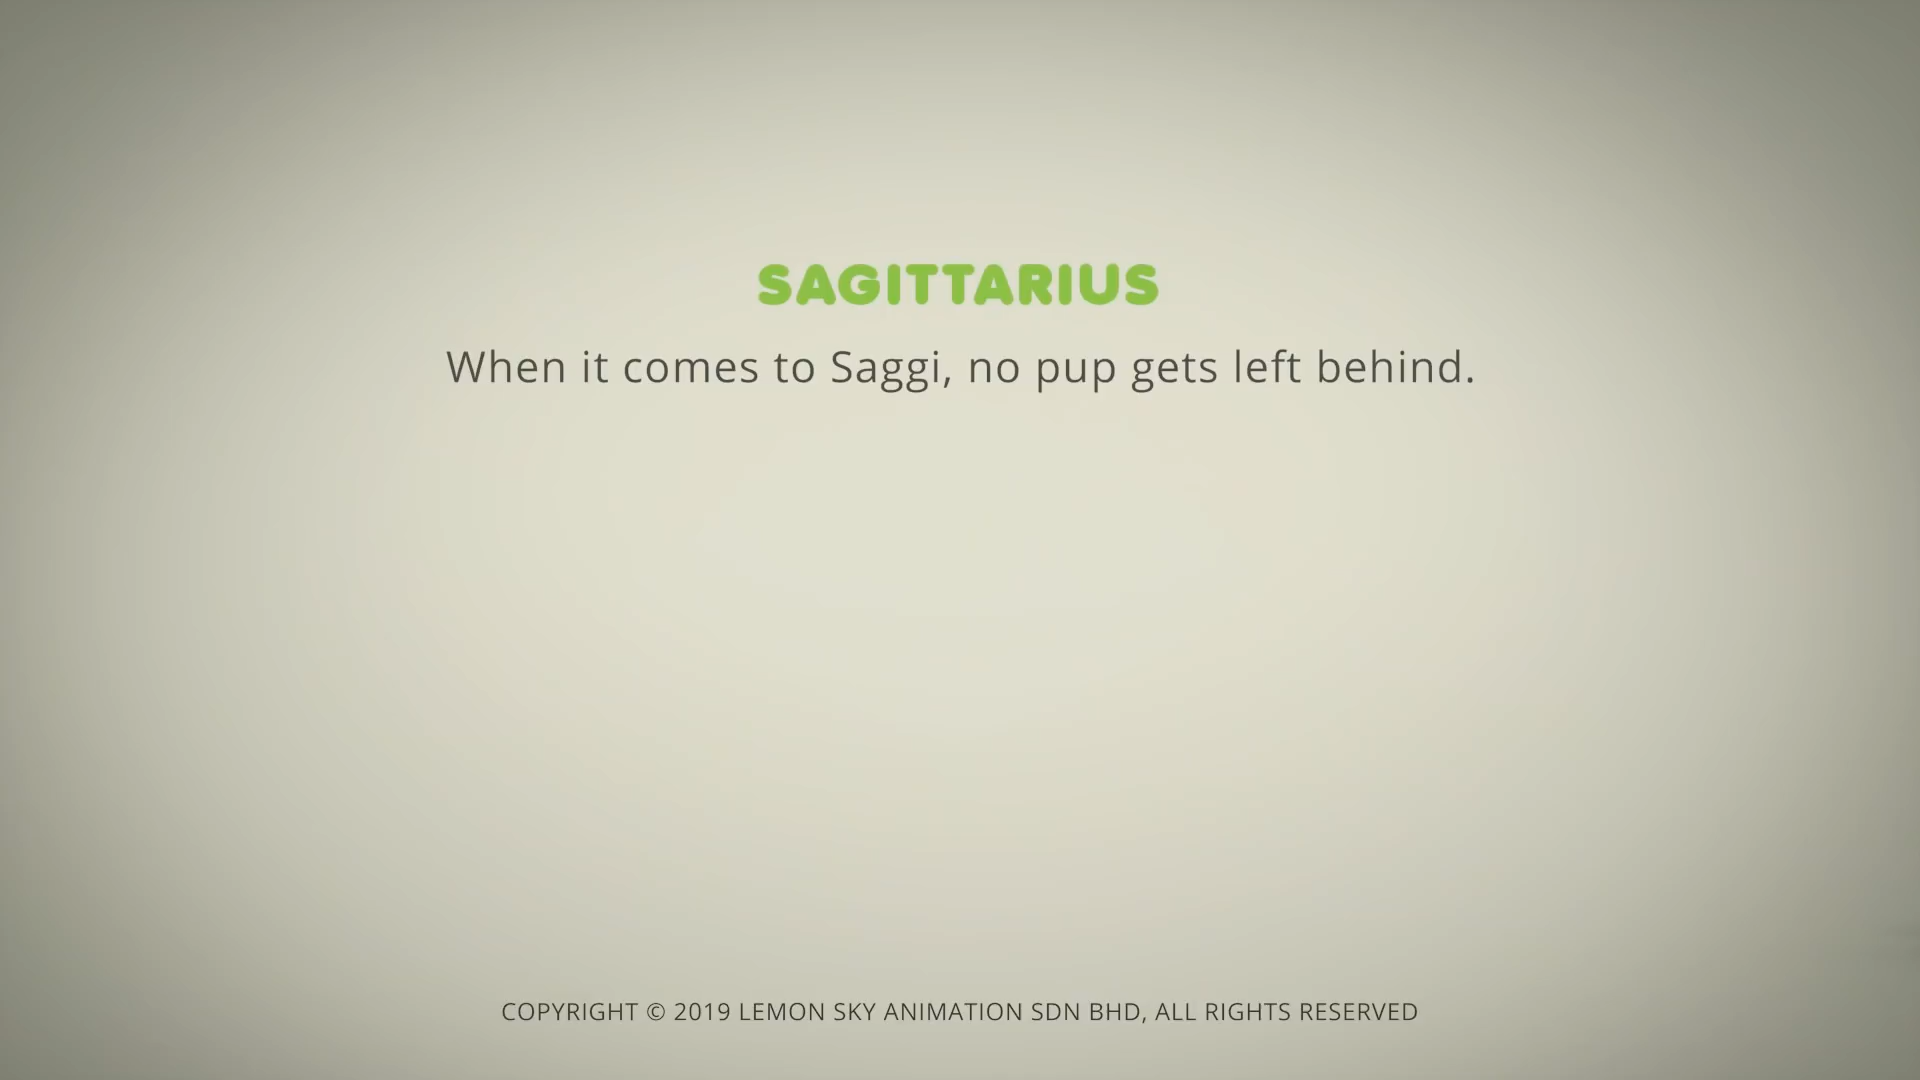 SAGITTARIUS
When it comes to Saggi, no pup gets left behind.
COPYRIGHT © 2019 LEMON SKY ANIMATION SDN BHD, ALL RIGHTS RESERVED